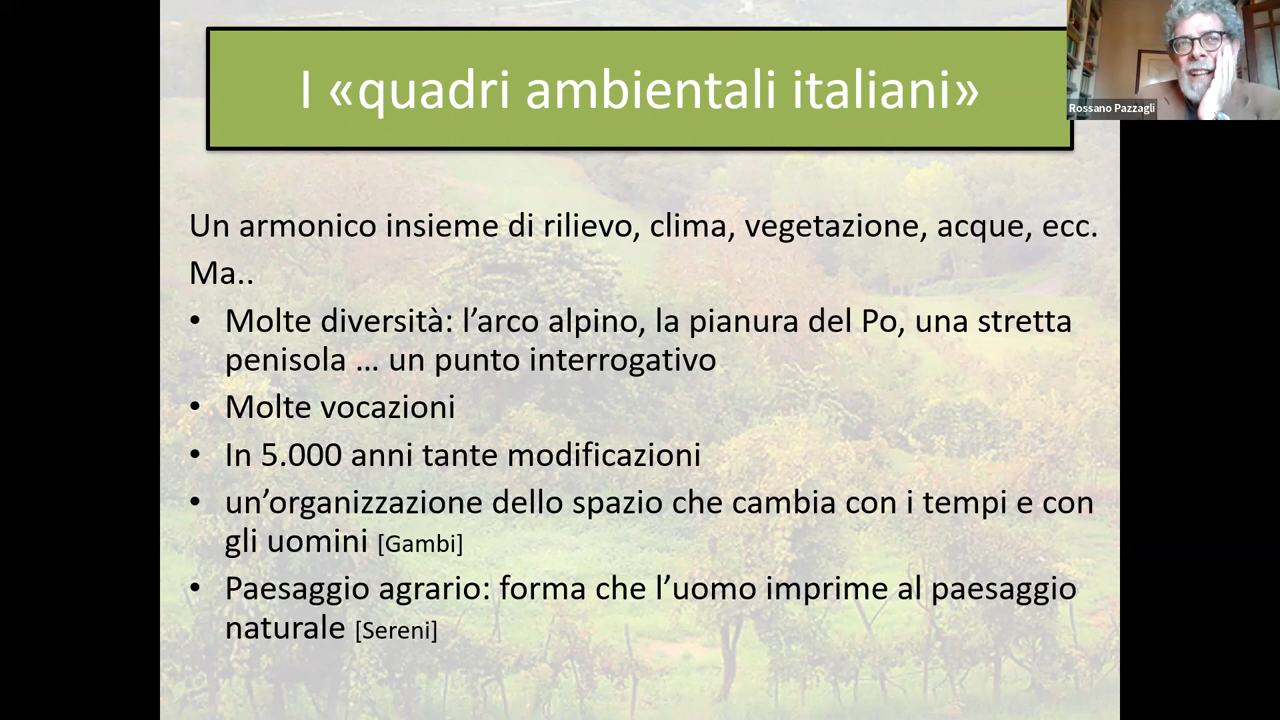 I «quadri ambientali italiani»
Rossano Pazzagli
Un armonico insieme di rilievo, clima, vegetazione, acque, ecc.
Ma..
• Molte diversità: l’arco alpino, la pianura del Po, una stretta
penisola … un punto interrogativo
• Molte vocazioni
• In 5.000 anni tante modificazioni
• un’organizzazione dello spazio che cambia con i tempi e con
gli uomini [Gambi]
• Paesaggio agrario: forma che l’uomo imprime al paesaggio
naturale [Sereni]